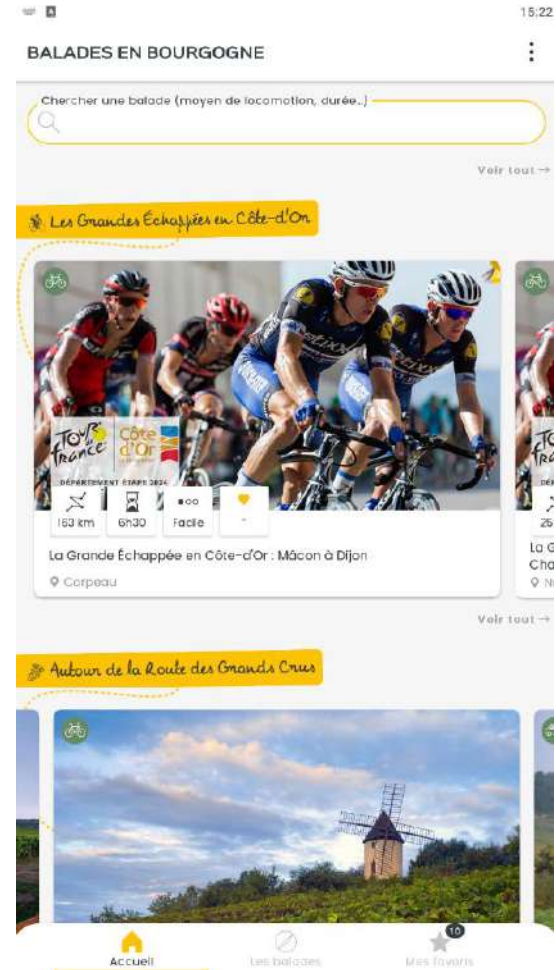 15:22
BALADES EN BOURGOGNE
Chercher une balade (moyen de locomotion, durée…)
Voir tout →
Les Grandes Échappées en Côte-d'Or
TOUR de FRANCE
Côte d'Or
DÉPARTEMENT ÉTAPE 2024
163 km
6h30
Facile
-
La Grande Échappée en Côte-d'Or : Mâcon à Dijon
Corpeau
Voir tout →
Autour de la Route des Grands Crus
10
Accueil
Les balades
Mes favoris